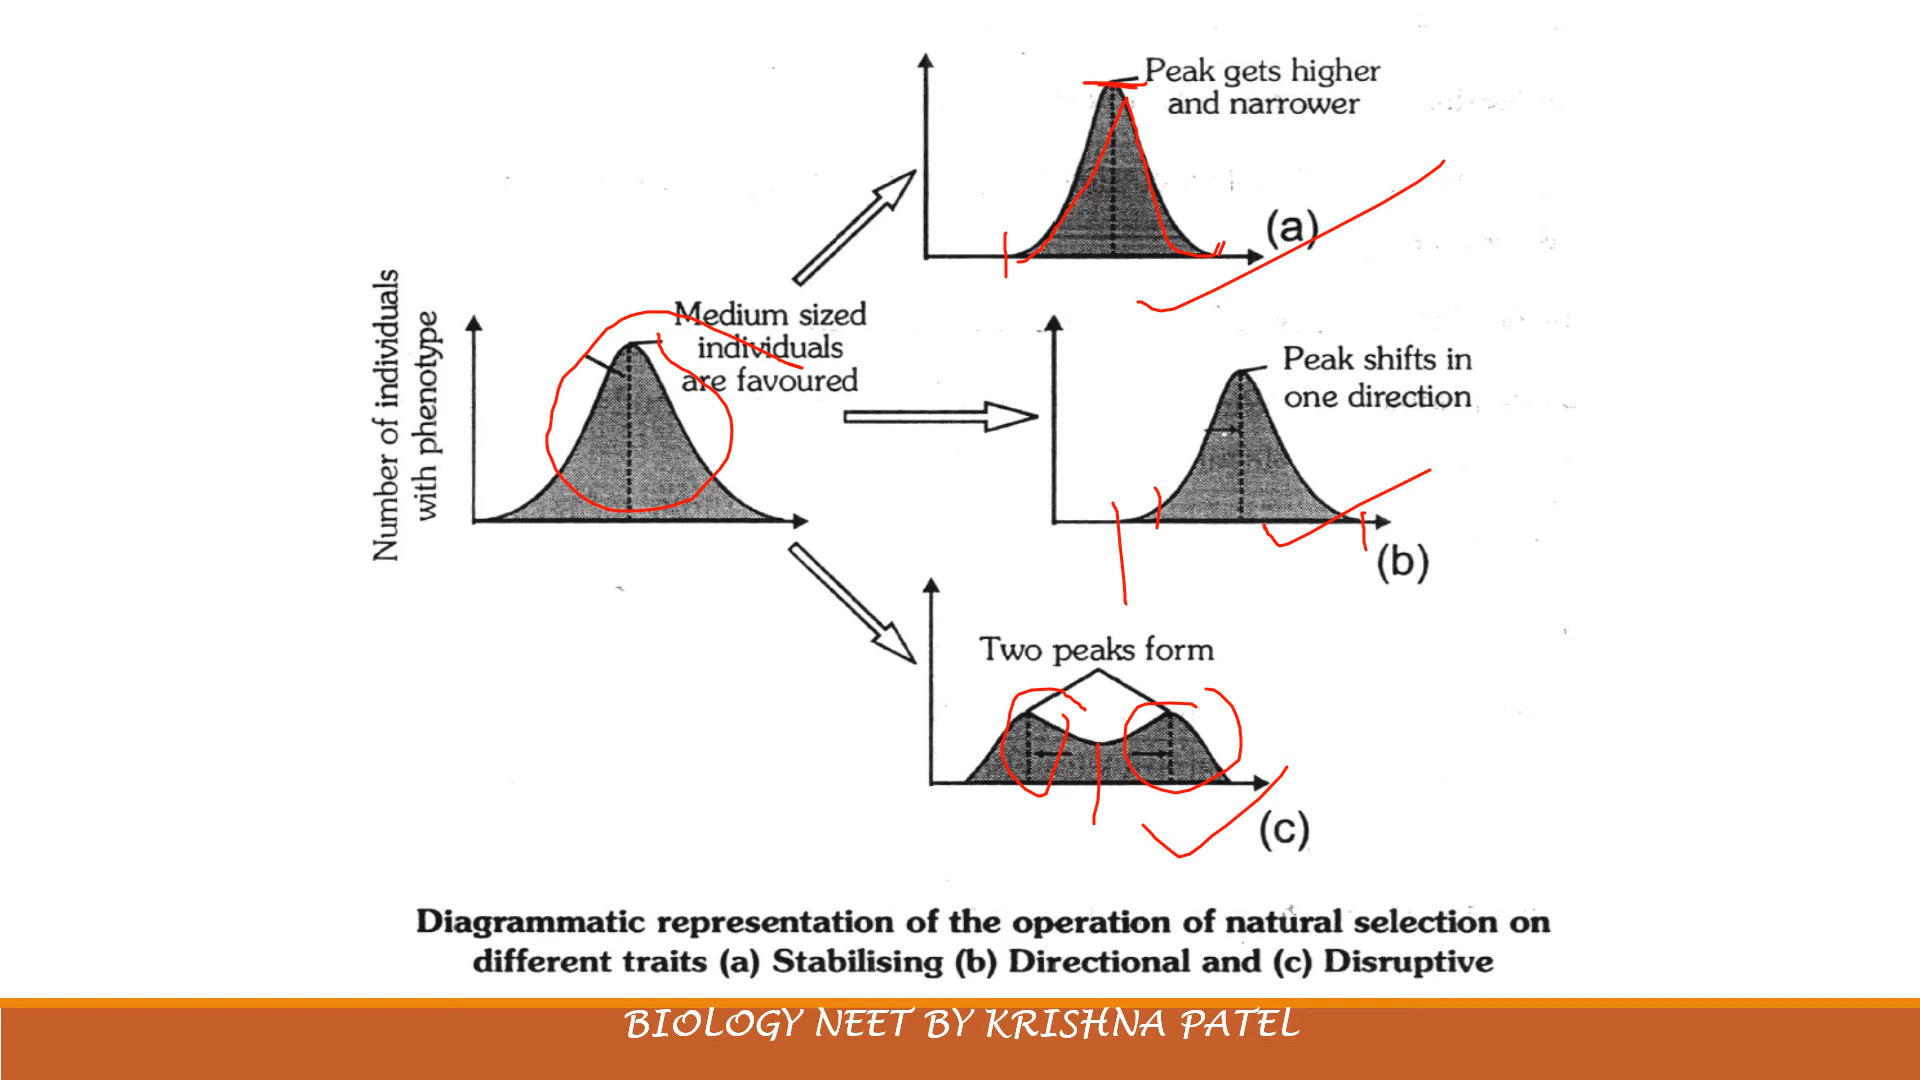 Peak gets higher
and narrower
(a)
Number of individuals
with phenotype
Medium sized
individuals
are favoured
Peak shifts in
one direction
(b)
Two peaks form
(c)
Diagrammatic representation of the operation of natural selection on
different traits (a) Stabilising (b) Directional and (c) Disruptive
BIOLOGY NEET BY KRISHNA PATEL